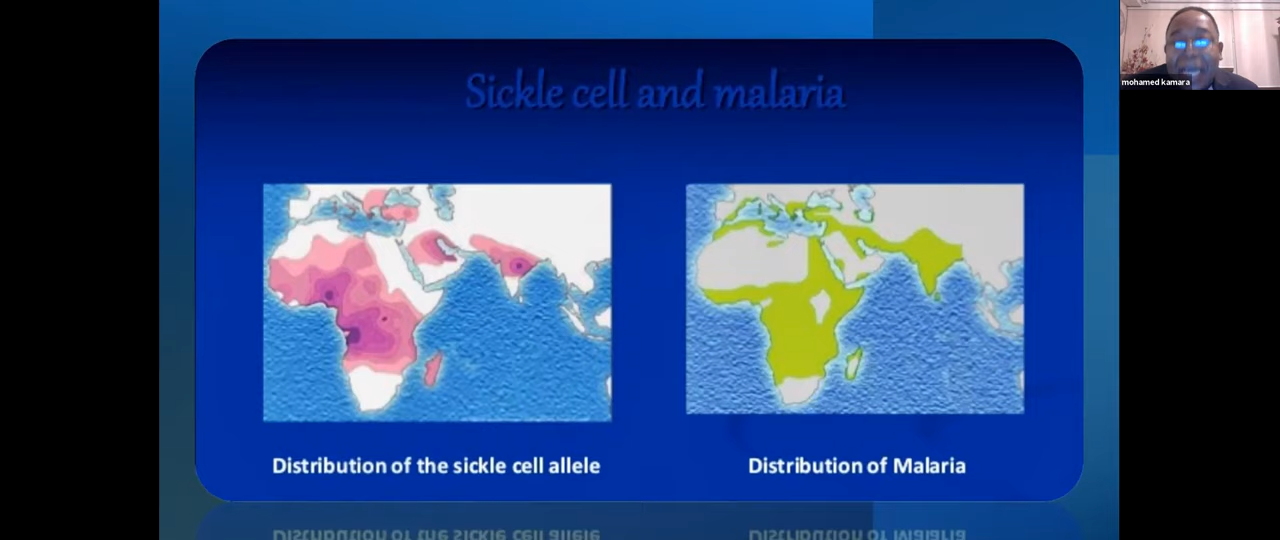 Sickle cell and malaria
mohamed kamara
Distribution of the sickle cell allele
Distribution of Malaria